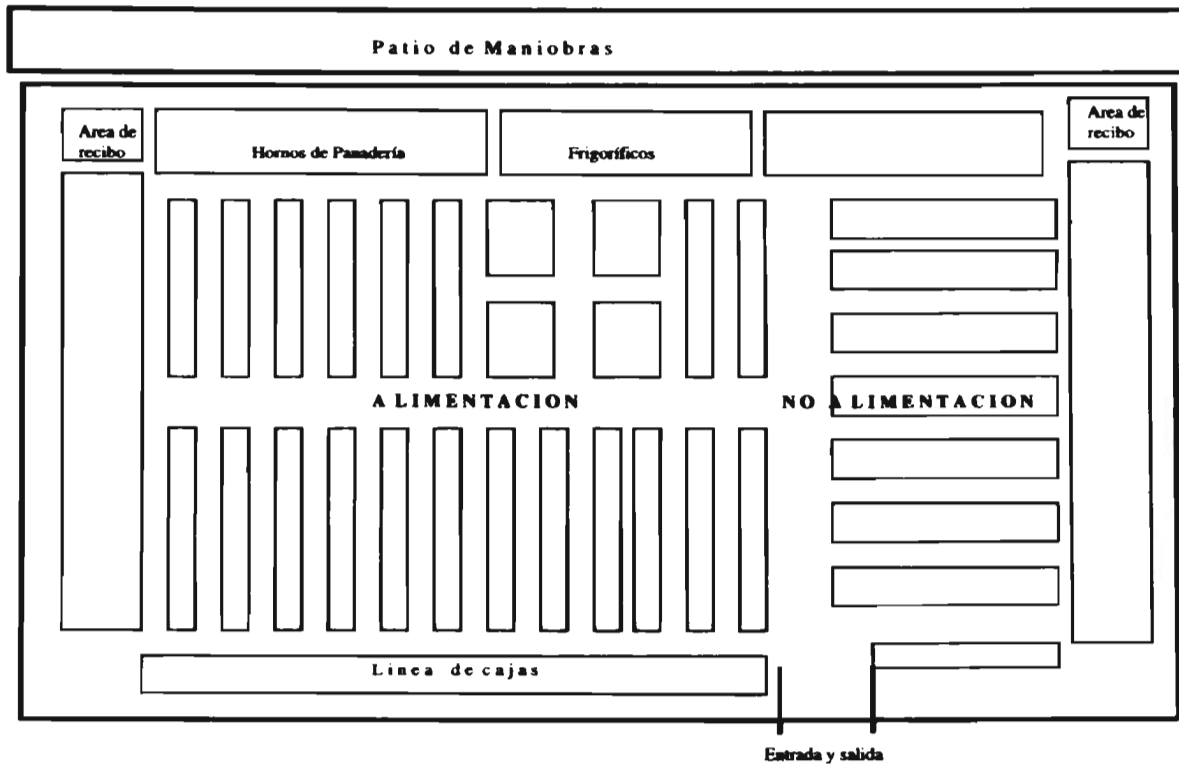 Patio de Maniobras
Area de
recibo
Hornos de Panadería
Frigoríficos
Area de
recibo
ALIMENTACION
NO ALIMENTACION
Linea de cajas
Entrada y salida